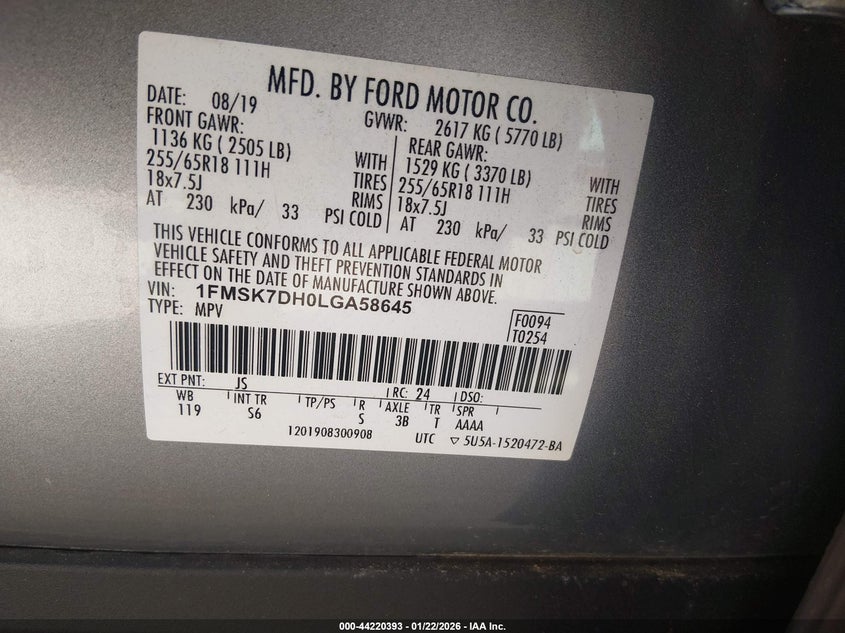 MFD. BY FORD MOTOR CO.
DATE: 08/19
GVWR: 2617 KG ( 5770 LB)
FRONT GAWR:
1136 KG ( 2505 LB)
255/65R18 111H
18x7.5J
WITH
TIRES
RIMS
AT 230 kPa/ 33 PSI COLD
REAR GAWR:
1529 KG ( 3370 LB)
255/65R18 111H
18x7.5J
WITH
TIRES
RIMS
AT 230 kPa/ 33 PSI COLD
THIS VEHICLE CONFORMS TO ALL APPLICABLE FEDERAL MOTOR
VEHICLE SAFETY AND THEFT PREVENTION STANDARDS IN
EFFECT ON THE DATE OF MANUFACTURE SHOWN ABOVE.
VIN: 1FMSK7DH0LGA58645
TYPE: MPV
F0094
T0254
EXT PNT: JS RC: 24 DSO:
WB INT TR TP/PS R AXLE TR SPR
119 S6 S 3B T AAAA
1201908300908 UTC ▽ 5U5A-1520472-BA
000-44220393 - 01/22/2026 - IAA Inc.